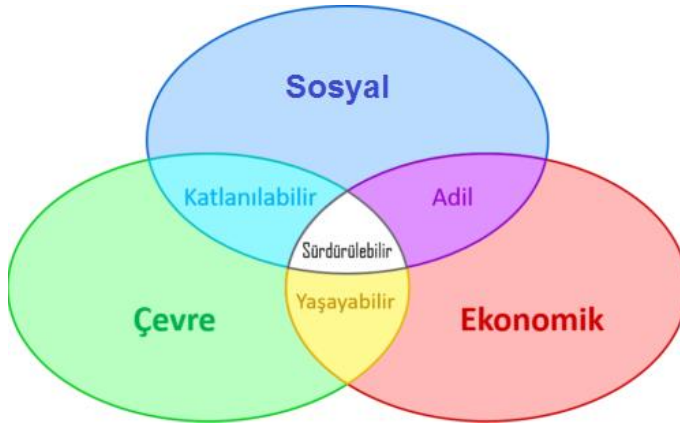 Sosyal
Katlanılabilir
Adil
Sürdürülebilir
Yaşayabilir
Çevre
Ekonomik